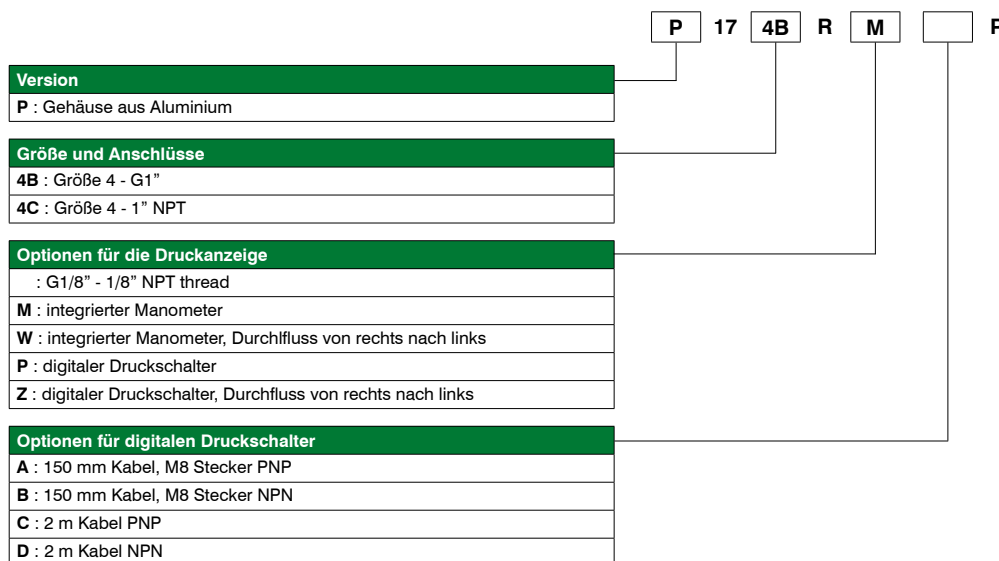 P 17 4B R M
Version
P : Gehäuse aus Aluminium
Größe und Anschlüsse
4B : Größe 4 - G1”
4C : Größe 4 - 1” NPT
Optionen für die Druckanzeige
: G1/8” - 1/8” NPT thread
M : integrierter Manometer
W : integrierter Manometer, Durchlfluss von rechts nach links
P : digitaler Druckschalter
Z : digitaler Druckschalter, Durchfluss von rechts nach links
Optionen für digitalen Druckschalter
A : 150 mm Kabel, M8 Stecker PNP
B : 150 mm Kabel, M8 Stecker NPN
C : 2 m Kabel PNP
D : 2 m Kabel NPN